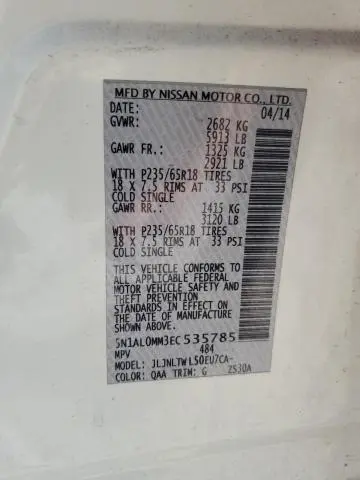 MFD BY NISSAN MOTOR CO., LTD.
DATE: 04/14
GVWR: 2682 KG
5913 LB
GAWR FR.: 1325 KG
2921 LB
WITH P235/65R18 TIRES
18 X 7.5 RIMS AT 33 PSI
COLD SINGLE
GAWR RR.: 1415 KG
3120 LB
WITH P235/65R18 TIRES
18 X 7.5 RIMS AT 33 PSI
COLD SINGLE
THIS VEHICLE CONFORMS TO
ALL APPLICABLE FEDERAL
MOTOR VEHICLE SAFETY AND
THEFT PREVENTION
STANDARDS IN EFFECT ON
THE DATE OF MANUFACTURE
SHOWN ABOVE.
5N1AL0MM3EC535785
MPV 484
MODEL: JLJNLTWL50EU7CA-
COLOR: QAA TRIM: G ZS30A